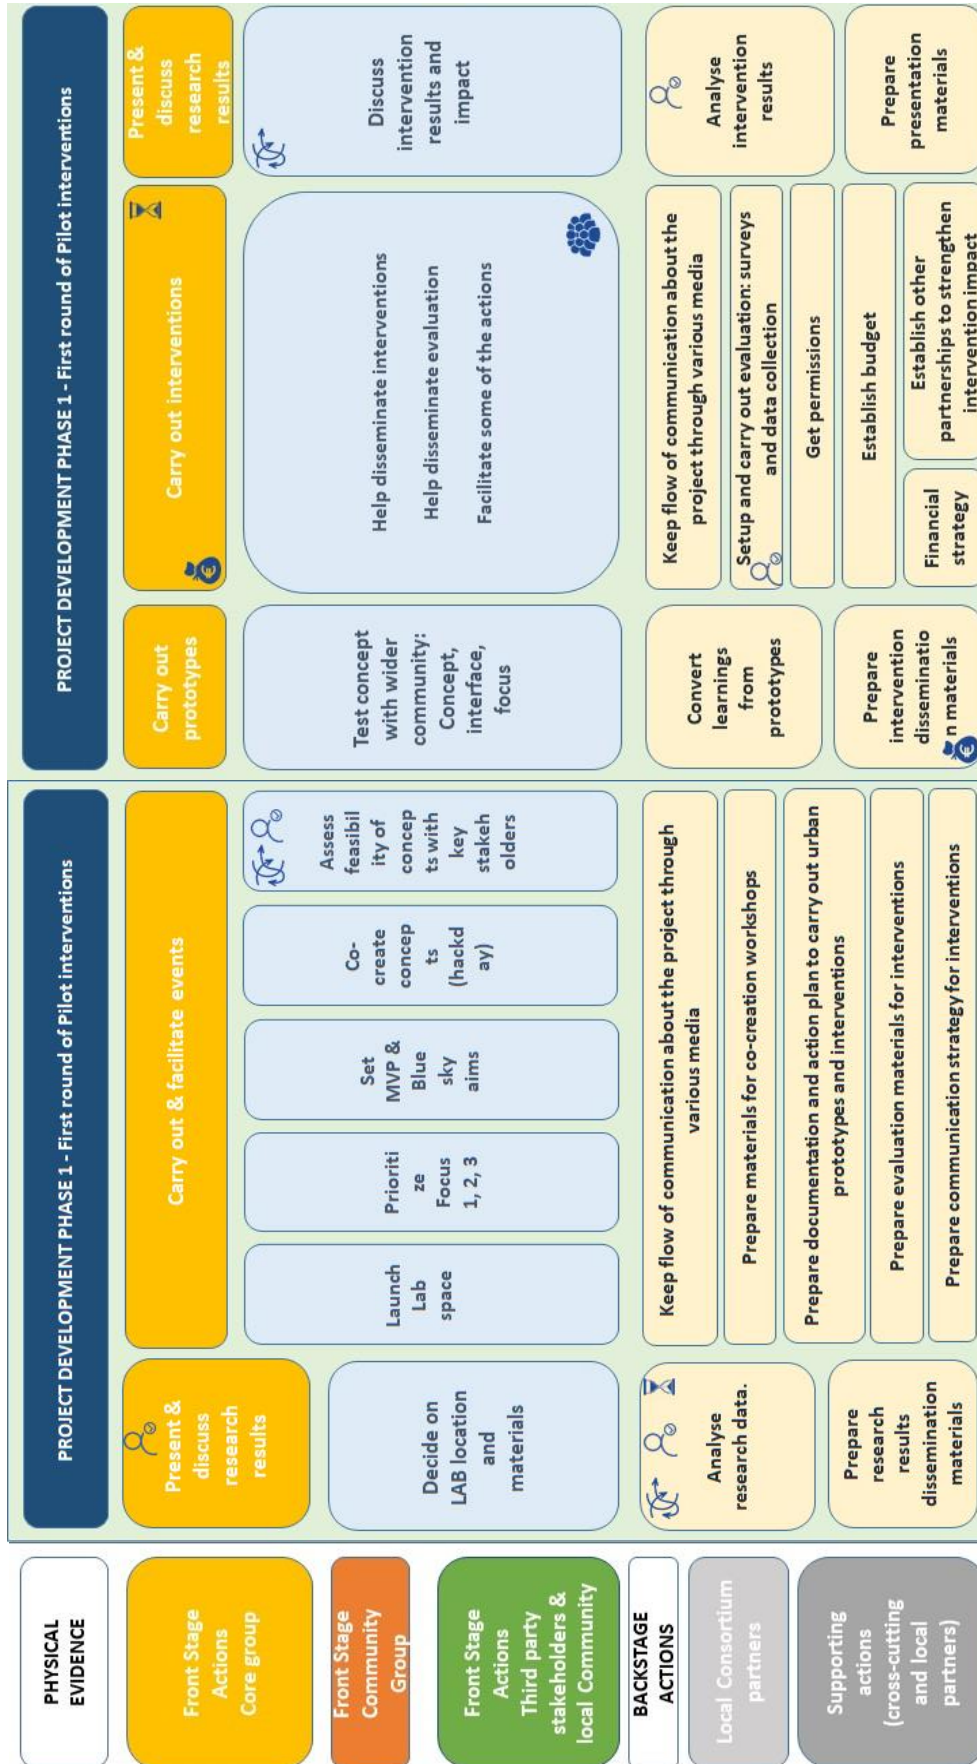 PHYSICAL
EVIDENCE
Front Stage
Actions
Core group
Front Stage
Community
Group
Front Stage
Actions
Third party
stakeholders &
local Community
BACKSTAGE
ACTIONS
Local Consortium
partners
Supporting
actions
(cross-cutting
and local
partners)
PROJECT DEVELOPMENT PHASE 1 - First round of Pilot interventions
Present &
discuss
research
results
Carry out & facilitate events
Decide on
LAB location
and
materials
Launch
Lab
space
Prioriti
ze
Focus
1, 2, 3
Set
MVP &
Blue
sky
aims
Co-
create
concep
ts
(hackd
ay)
Assess
feasibil
ity of
concep
ts with
key
stakeh
olders
Analyse
research data.
Prepare
research
results
dissemination
materials
Keep flow of communication about the project through
various media
Prepare materials for co-creation workshops
Prepare documentation and action plan to carry out urban
prototypes and interventions
Prepare evaluation materials for interventions
Prepare communication strategy for interventions
PROJECT DEVELOPMENT PHASE 1 - First round of Pilot interventions
Carry out
prototypes
Carry out interventions
€
Present &
discuss
research
results
Test concept
with wider
community:
Concept,
interface,
focus
Help disseminate interventions
Help disseminate evaluation
Facilitate some of the actions
Discuss
intervention
results and
impact
Convert
learnings
from
prototypes
Prepare
intervention
disseminatio
n materials
€
Keep flow of communication about the
project through various media
Setup and carry out evaluation: surveys
and data collection
Get permissions
Establish budget
Financial
strategy
Establish other
partnerships to strengthen
intervention impact
Analyse
intervention
results
Prepare
presentation
materials